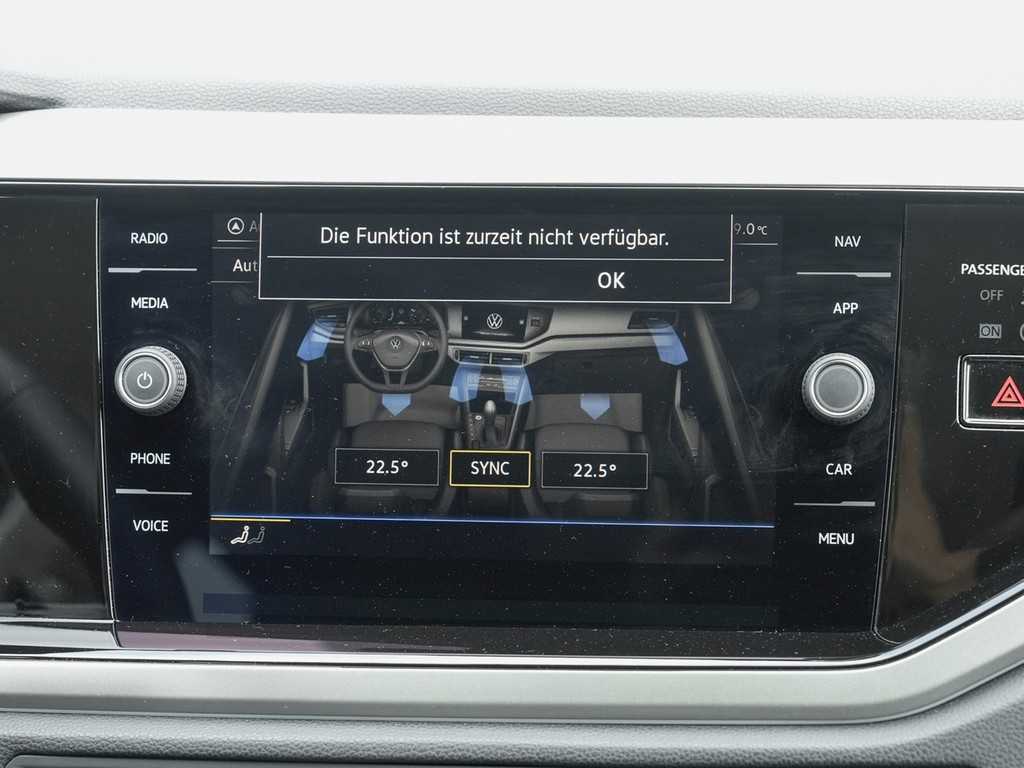 Die Funktion ist zurzeit nicht verfügbar.
OK
9.0 °C
Aut
RADIO
MEDIA
PHONE
VOICE
22.5°
SYNC
22.5°
NAV
APP
CAR
MENU
PASSENGE
OFF
ON